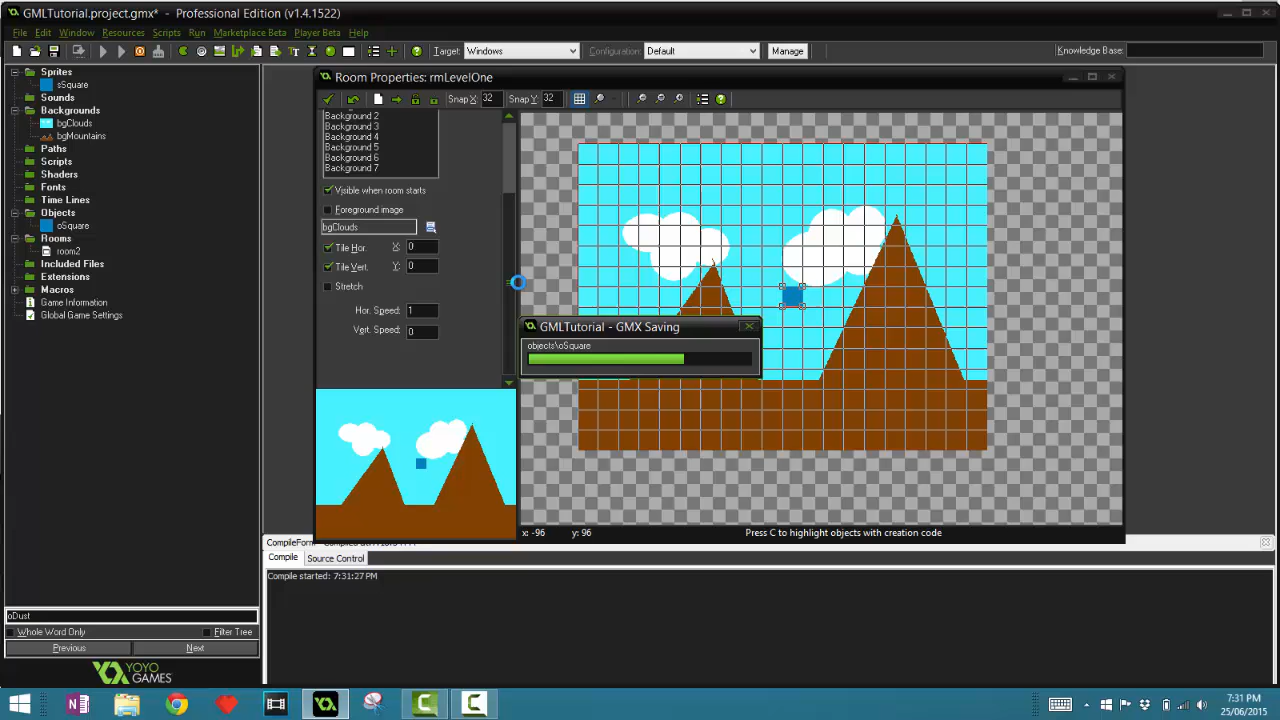 GMLTutorial.project.gmx* - Professional Edition (v1.4.1522)
File Edit Window Resources Scripts Run Marketplace Beta Player Beta Help
Target: Windows Configuration: Default Manage Knowledge Base:
Sprites
sSquare
Sounds
Backgrounds
bgClouds
bgMountains
Paths
Scripts
Shaders
Fonts
Time Lines
Objects
oSquare
Rooms
room2
Included Files
Extensions
Macros
Game Information
Global Game Settings
oDust
Whole Word Only Filter Tree
Previous Next
YOYO
GAMES
Room Properties: rmLevelOne
Snap X: 32 Snap Y: 32
Background 2
Background 3
Background 4
Background 5
Background 6
Background 7
Visible when room starts
Foreground image
bgClouds
Tile Hor. X: 0
Tile Vert. Y: 0
Stretch
Hor. Speed: 1
Vert. Speed: 0
GMLTutorial - GMX Saving
objects\oSquare
x: -96 y: 96 Press C to highlight objects with creation code
Compile Source Control
Compile started: 7:31:27 PM
7:31 PM
25/06/2015